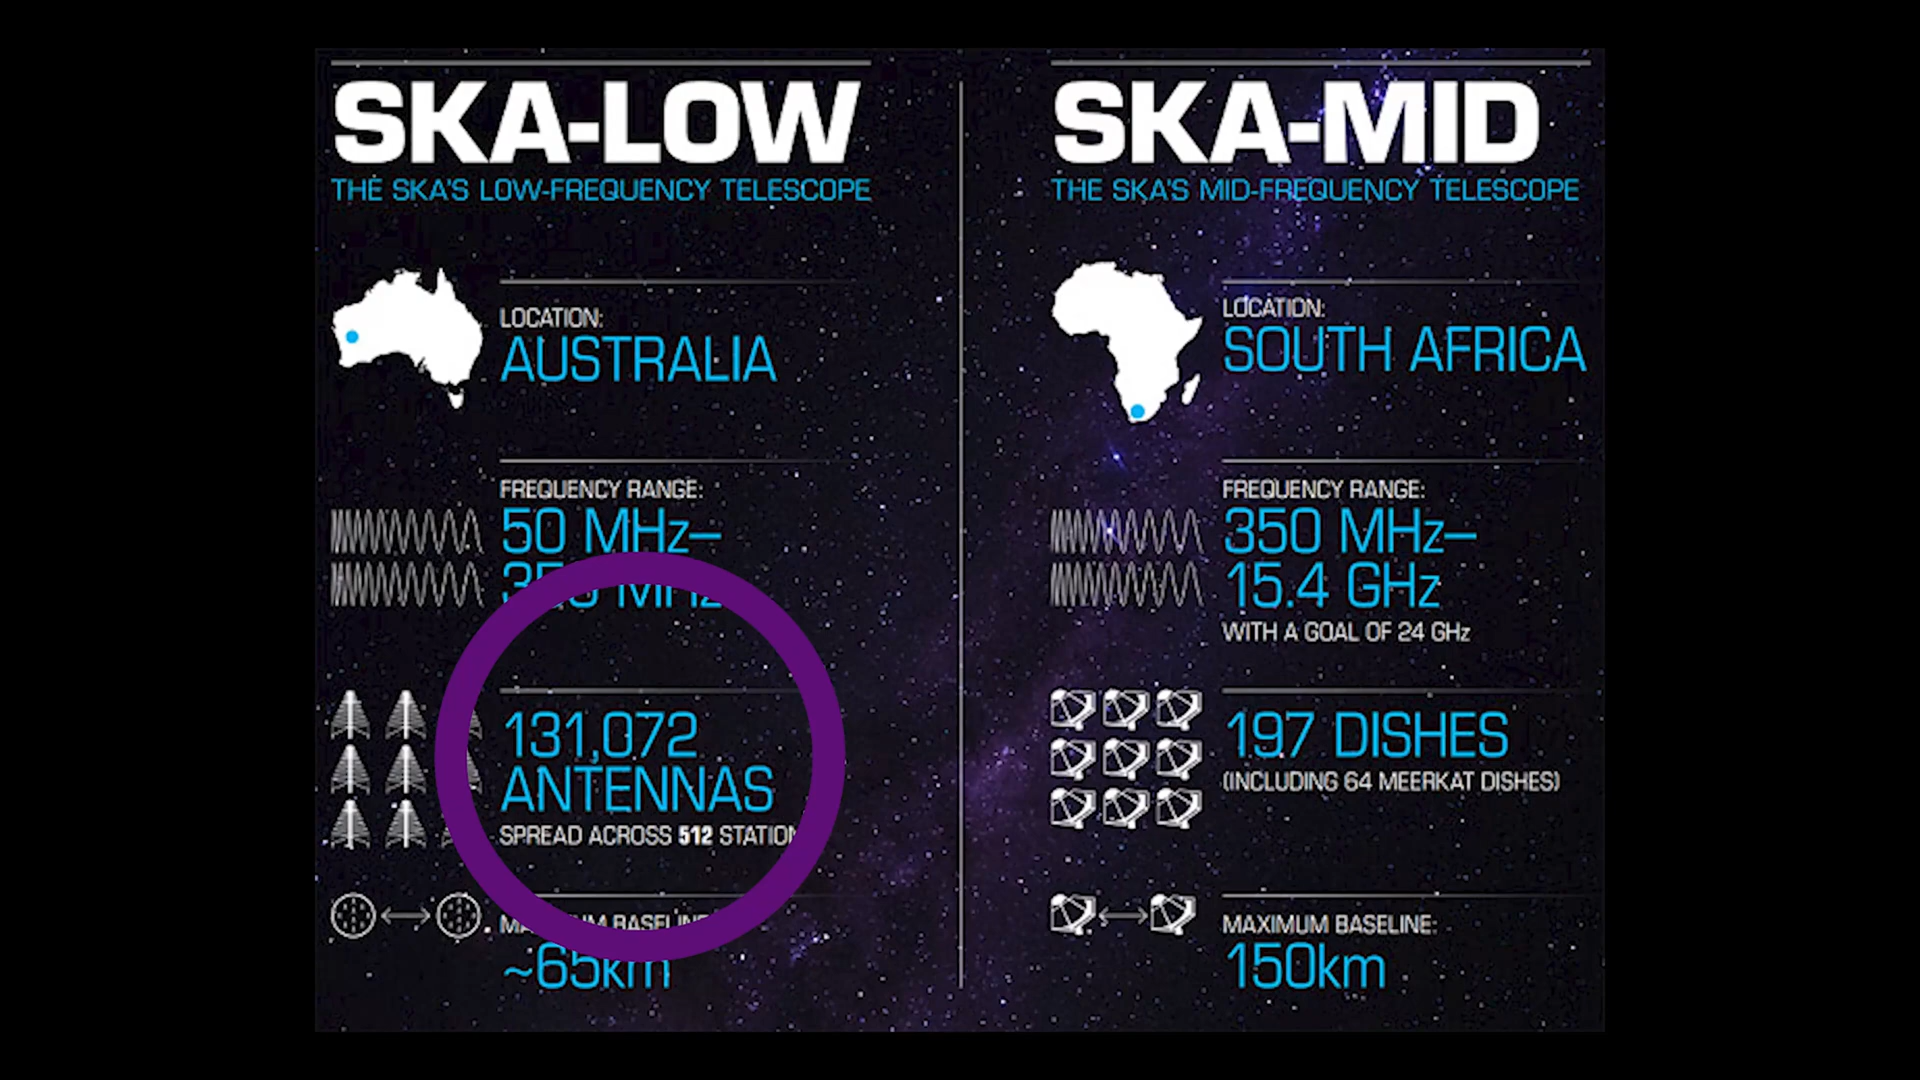 SKA-LOW
THE SKA'S LOW-FREQUENCY TELESCOPE
LOCATION:
AUSTRALIA
FREQUENCY RANGE:
50 MHz–
MHz
131,072
ANTENNAS
SPREAD ACROSS 512
BASELINE:
~65km
SKA-MID
THE SKA'S MID-FREQUENCY TELESCOPE
LOCATION:
SOUTH AFRICA
FREQUENCY RANGE:
350 MHz–
15.4 GHz
WITH A GOAL OF 24 GHz
197 DISHES
(INCLUDING 64 MEERKAT DISHES)
MAXIMUM BASELINE:
150km